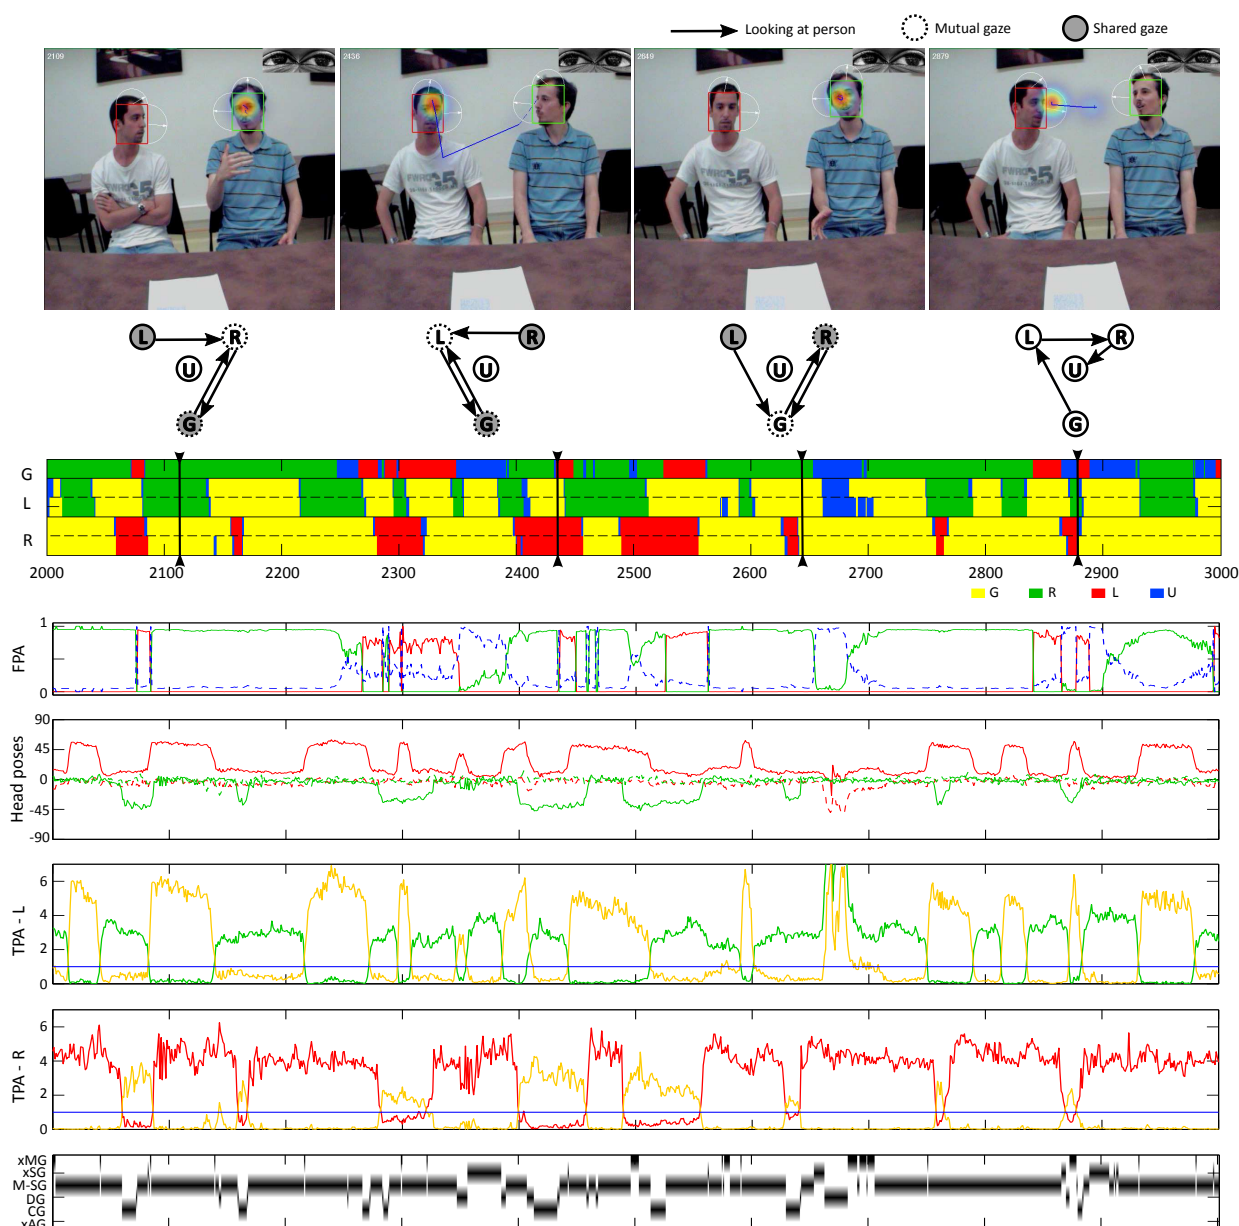 Looking at person Mutual gaze Shared gaze
2109 2436 2649 2879
L R L R L R L R
U U U U
G G G G
G
L
R
2000 2100 2200 2300 2400 2500 2600 2700 2800 2900 3000
G R L U
FPA
1
0
Head poses
90
45
0
-45
-90
TPA - L
6
4
2
0
TPA - R
6
4
2
0
xMG
xSG
M-SG
DG
CG
xAG